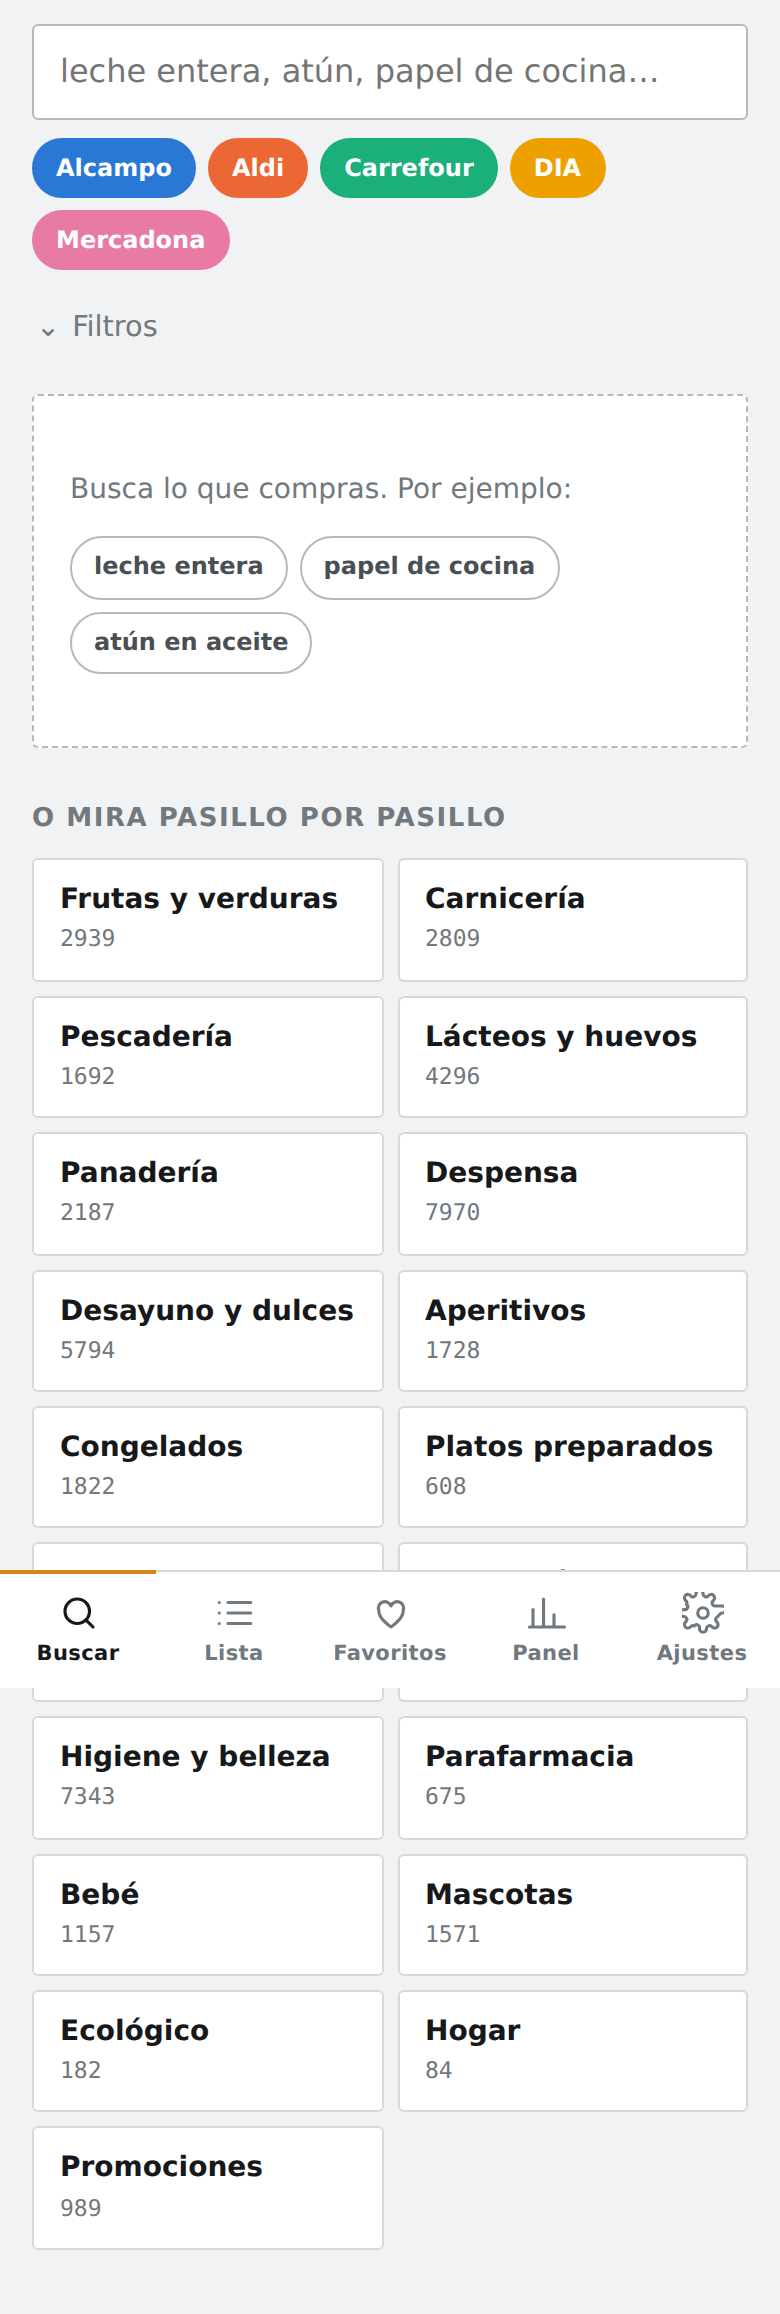 leche entera, atún, papel de cocina...
Alcampo Aldi Carrefour DIA
Mercadona
Filtros
Busca lo que compras. Por ejemplo:
leche entera papel de cocina
atún en aceite
O MIRA PASILLO POR PASILLO
Frutas y verduras Carnicería
2939 2809
Pescadería Lácteos y huevos
1692 4296
Panadería Despensa
2187 7970
Desayuno y dulces Aperitivos
5794 1728
Congelados Platos preparados
1822 608
Buscar Lista Favoritos Panel Ajustes
Higiene y belleza Parafarmacia
7343 675
Bebé Mascotas
1157 1571
Ecológico Hogar
182 84
Promociones
989